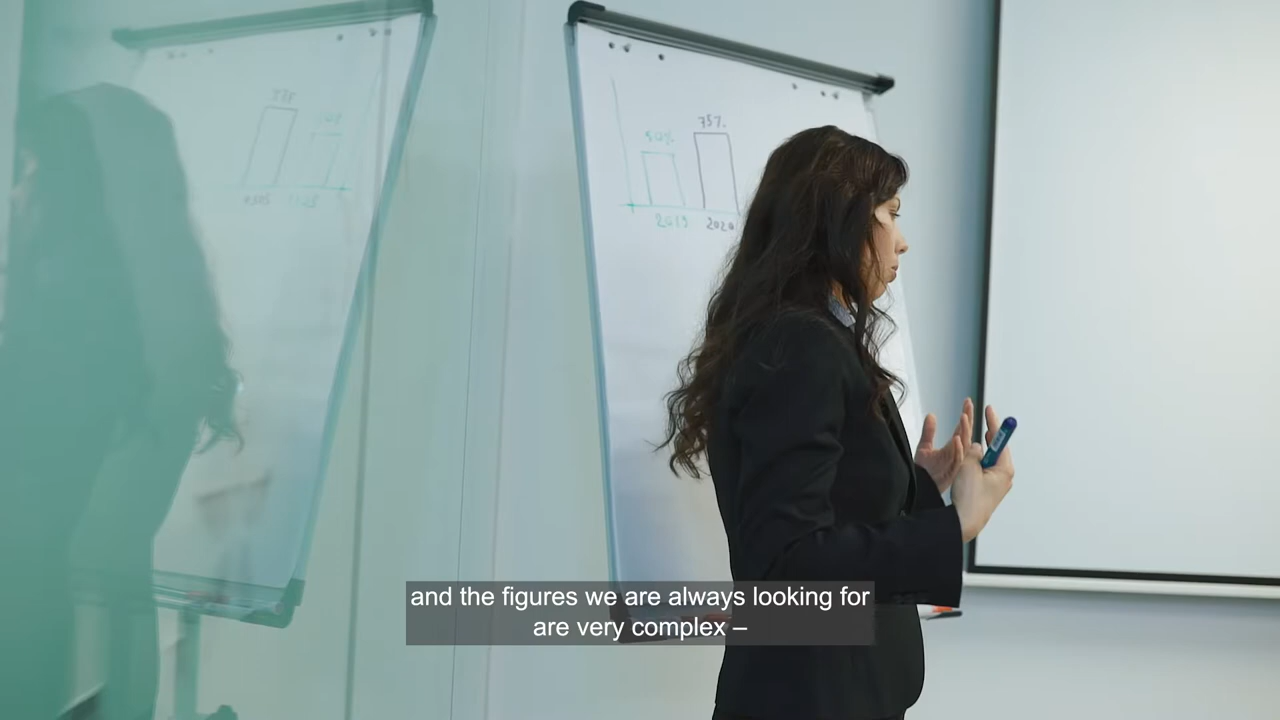 50%
75%
2019
2020
and the figures we are always looking for
are very complex –